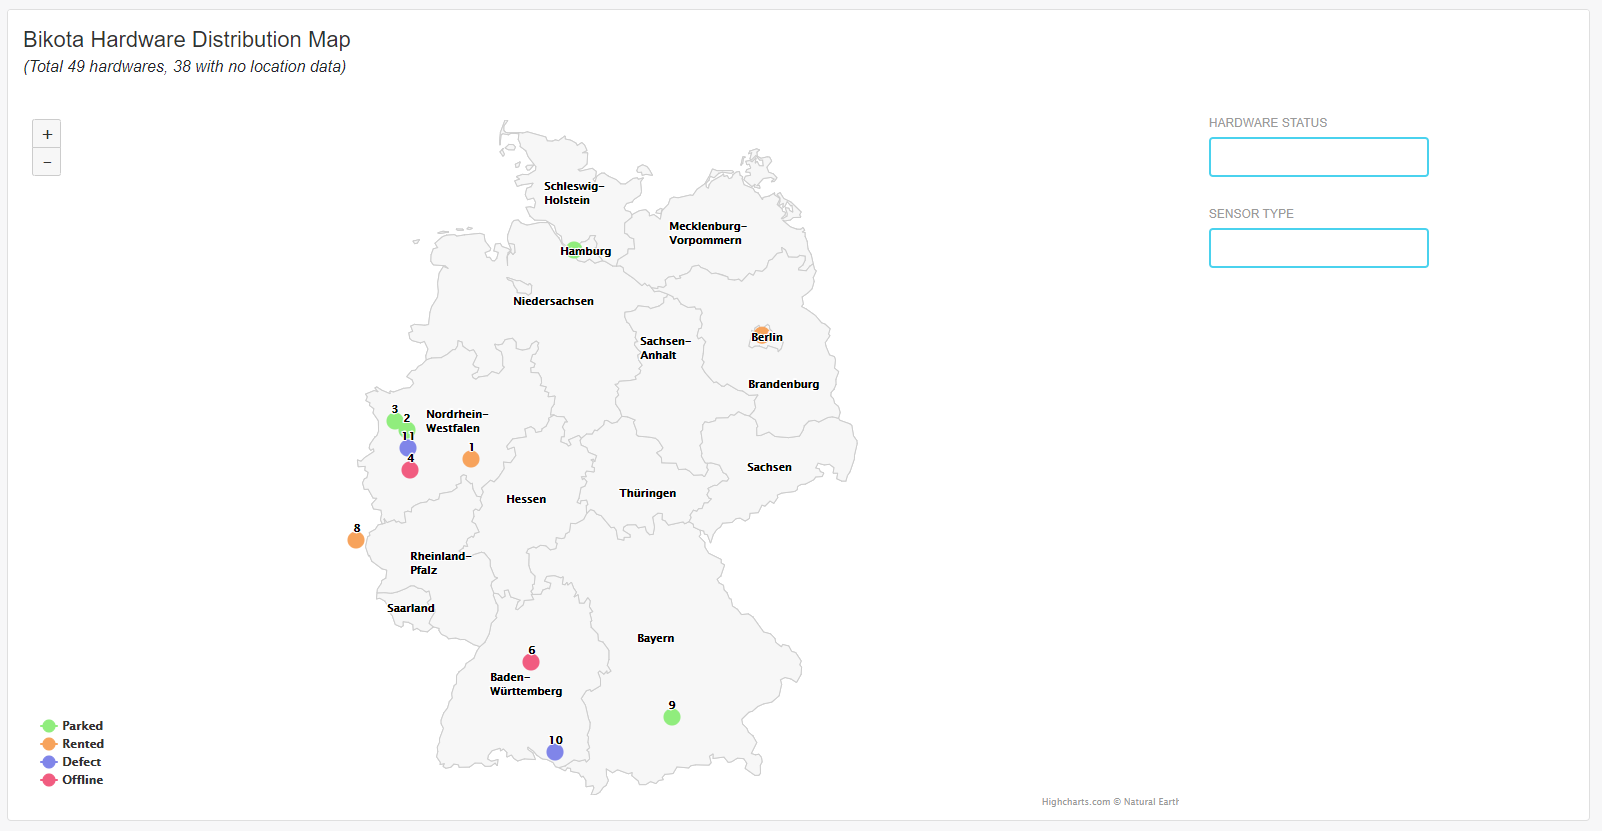 Bikota Hardware Distribution Map
(Total 49 hardwares, 38 with no location data)
+
−
HARDWARE STATUS
SENSOR TYPE
Schleswig-
Holstein
Mecklenburg-
Vorpommern
Hamburg
Niedersachsen
Berlin
Sachsen-
Anhalt
Brandenburg
3
2
Nordrhein-
Westfalen
11
1
4
Sachsen
Thüringen
Hessen
8
Rheinland-
Pfalz
Saarland
Bayern
6
Baden-
Württemberg
9
10
Parked
Rented
Defect
Offline
Highcharts.com © Natural Earth